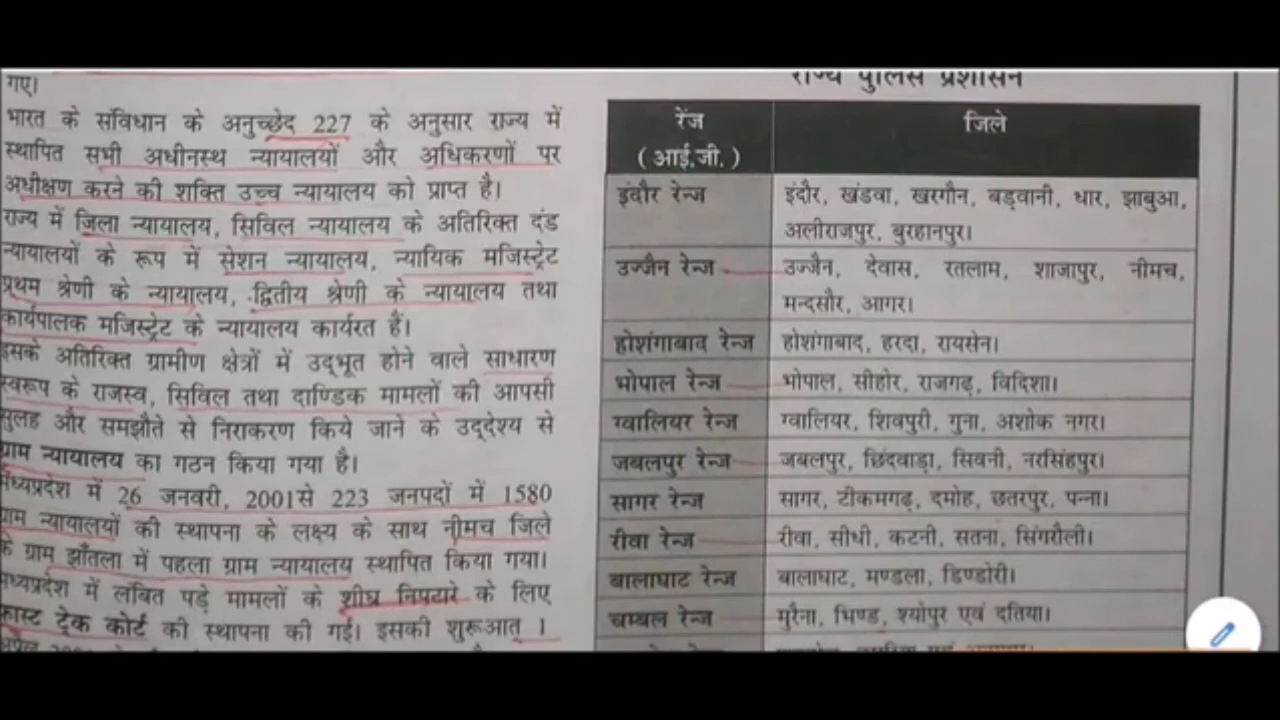 गए।
भारत के संविधान के अनुच्छेद 227 के अनुसार राज्य में
स्थापित सभी अधीनस्थ न्यायालयों और अधिकरणों पर
अधीक्षण करने की शक्ति उच्च न्यायालय को प्राप्त है।
राज्य में जिला न्यायालय, सिविल न्यायालय के अतिरिक्त दंड
न्यायालयों के रूप में सेशन न्यायालय, न्यायिक मजिस्ट्रेट
प्रथम श्रेणी के न्यायालय, द्वितीय श्रेणी के न्यायालय तथा
कार्यपालक मजिस्ट्रेट के न्यायालय कार्यरत हैं।
इसके अतिरिक्त ग्रामीण क्षेत्रों में उद्भूत होने वाले साधारण
स्वरूप के राजस्व, सिविल तथा दाण्डिक मामलों की आपसी
सुलह और समझौते से निराकरण किये जाने के उद्देश्य से
ग्राम न्यायालय का गठन किया गया है।
मध्यप्रदेश में 26 जनवरी, 2001से 223 जनपदों में 1580
ग्राम न्यायालयों की स्थापना के लक्ष्य के साथ नीमच जिले
के ग्राम झाँतला में पहला ग्राम न्यायालय स्थापित किया गया।
मध्यप्रदेश में लंबित पड़े मामलों के शीघ्र निपटारे के लिए
फास्ट ट्रेक कोर्ट की स्थापना की गई। इसकी शुरूआत् 1
राज्य पुलिस प्रशासन
रेंज जिले
(आई.जी.)
इंदौर रेन्ज इंदौर, खंडवा, खरगौन, बड़वानी, धार, झाबुआ,
अलीराजपुर, बुरहानपुर।
उज्जैन रेन्ज उज्जैन, देवास, रतलाम, शाजापुर, नीमच,
मन्दसौर, आगर।
होशंगाबाद रेन्ज होशंगाबाद, हरदा, रायसेन।
भोपाल रेन्ज भोपाल, सीहोर, राजगढ़, विदिशा।
ग्वालियर रेन्ज ग्वालियर, शिवपुरी, गुना, अशोक नगर।
जबलपुर रेन्ज जबलपुर, छिंदवाड़ा, सिवनी, नरसिंहपुर।
सागर रेन्ज सागर, टीकमगढ़, दमोह, छतरपुर, पन्ना।
रीवा रेन्ज रीवा, सीधी, कटनी, सतना, सिंगरौली।
बालाघाट रेन्ज बालाघाट, मण्डला, डिण्डोरी।
चम्बल रेन्ज मुरैना, भिण्ड, श्योपुर एवं दतिया।